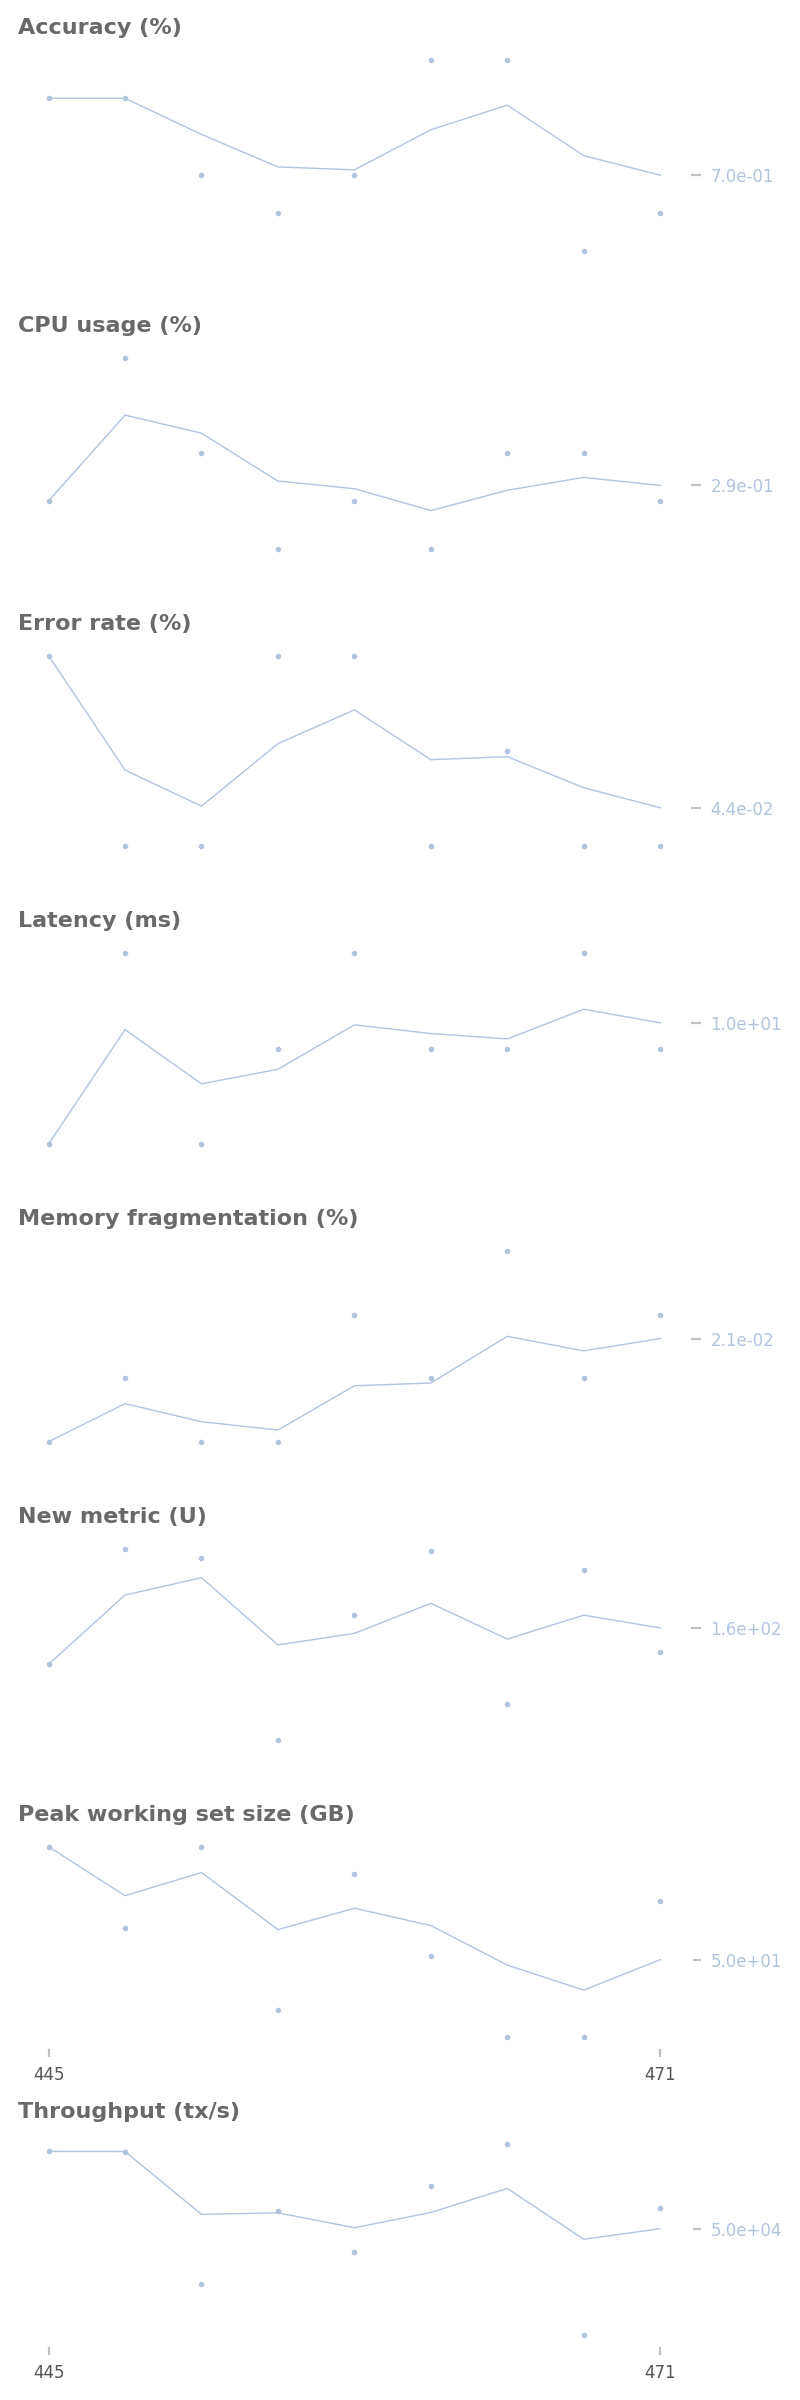 Accuracy (%)
7.0e-01
CPU usage (%)
2.9e-01
Error rate (%)
4.4e-02
Latency (ms)
1.0e+01
Memory fragmentation (%)
2.1e-02
New metric (U)
1.6e+02
Peak working set size (GB)
5.0e+01
445 471
Throughput (tx/s)
5.0e+04
445 471